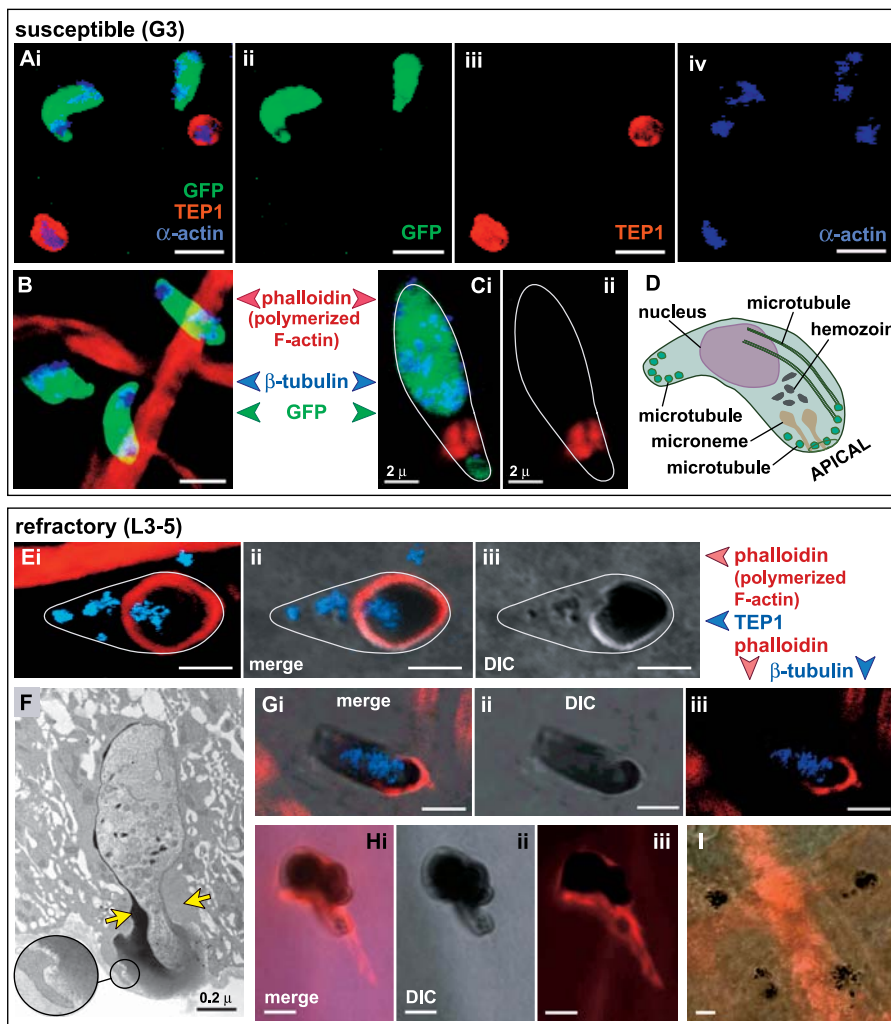 susceptible (G3)
Ai
ii
iii
iv
GFP
TEP1
α-actin
GFP
TEP1
α-actin
B
phalloidin
(polymerized
F-actin)
β-tubulin
GFP
Ci
ii
2 μ
2 μ
D
nucleus
microtubule
hemozoin
microtubule
microneme
microtubule
APICAL
refractory (L3-5)
Ei
ii
iii
merge
DIC
phalloidin
(polymerized
F-actin)
TEP1
phalloidin
β-tubulin
F
0.2 μ
Gi
merge
ii
DIC
iii
Hi
ii
iii
merge
DIC
I